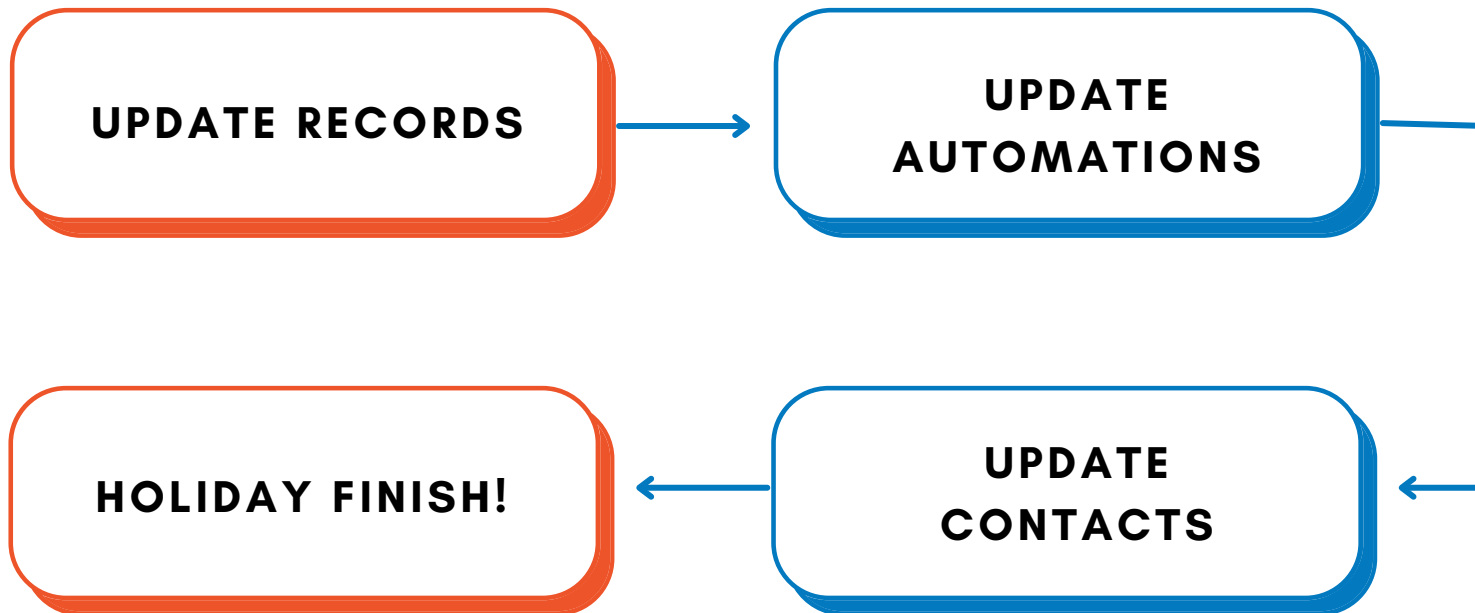 UPDATE RECORDS
UPDATE
AUTOMATIONS
HOLIDAY FINISH!
UPDATE
CONTACTS